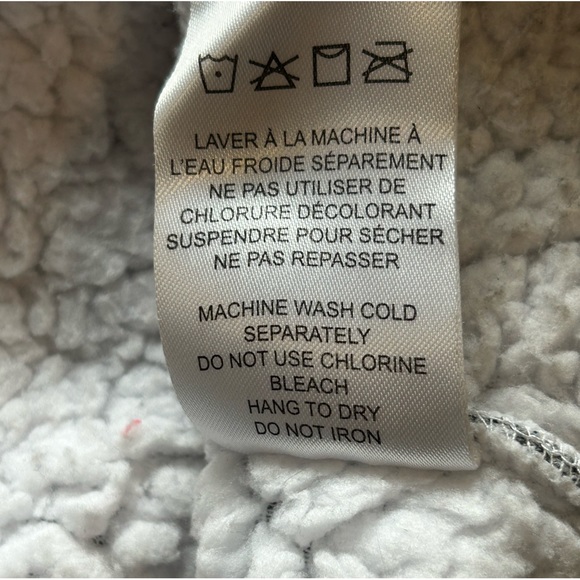 LAVER À LA MACHINE À
L'EAU FROIDE SÉPAREMENT
NE PAS UTILISER DE
CHLORURE DÉCOLORANT
SUSPENDRE POUR SÉCHER
NE PAS REPASSER
MACHINE WASH COLD
SEPARATELY
DO NOT USE CHLORINE
BLEACH
HANG TO DRY
DO NOT IRON